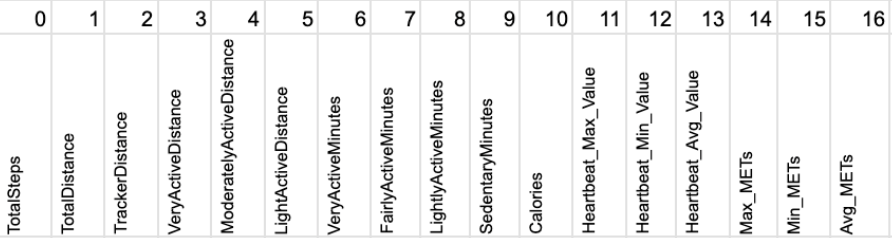 0 1 2 3 4 5 6 7 8 9 10 11 12 13 14 15 16
TotalSteps
TotalDistance
TrackerDistance
VeryActiveDistance
ModeratelyActiveDistance
LightActiveDistance
VeryActiveMinutes
FairlyActiveMinutes
LightlyActiveMinutes
SedentaryMinutes
Calories
Heartbeat_Max_Value
Heartbeat_Min_Value
Heartbeat_Avg_Value
Max_METs
Min_METs
Avg_METs